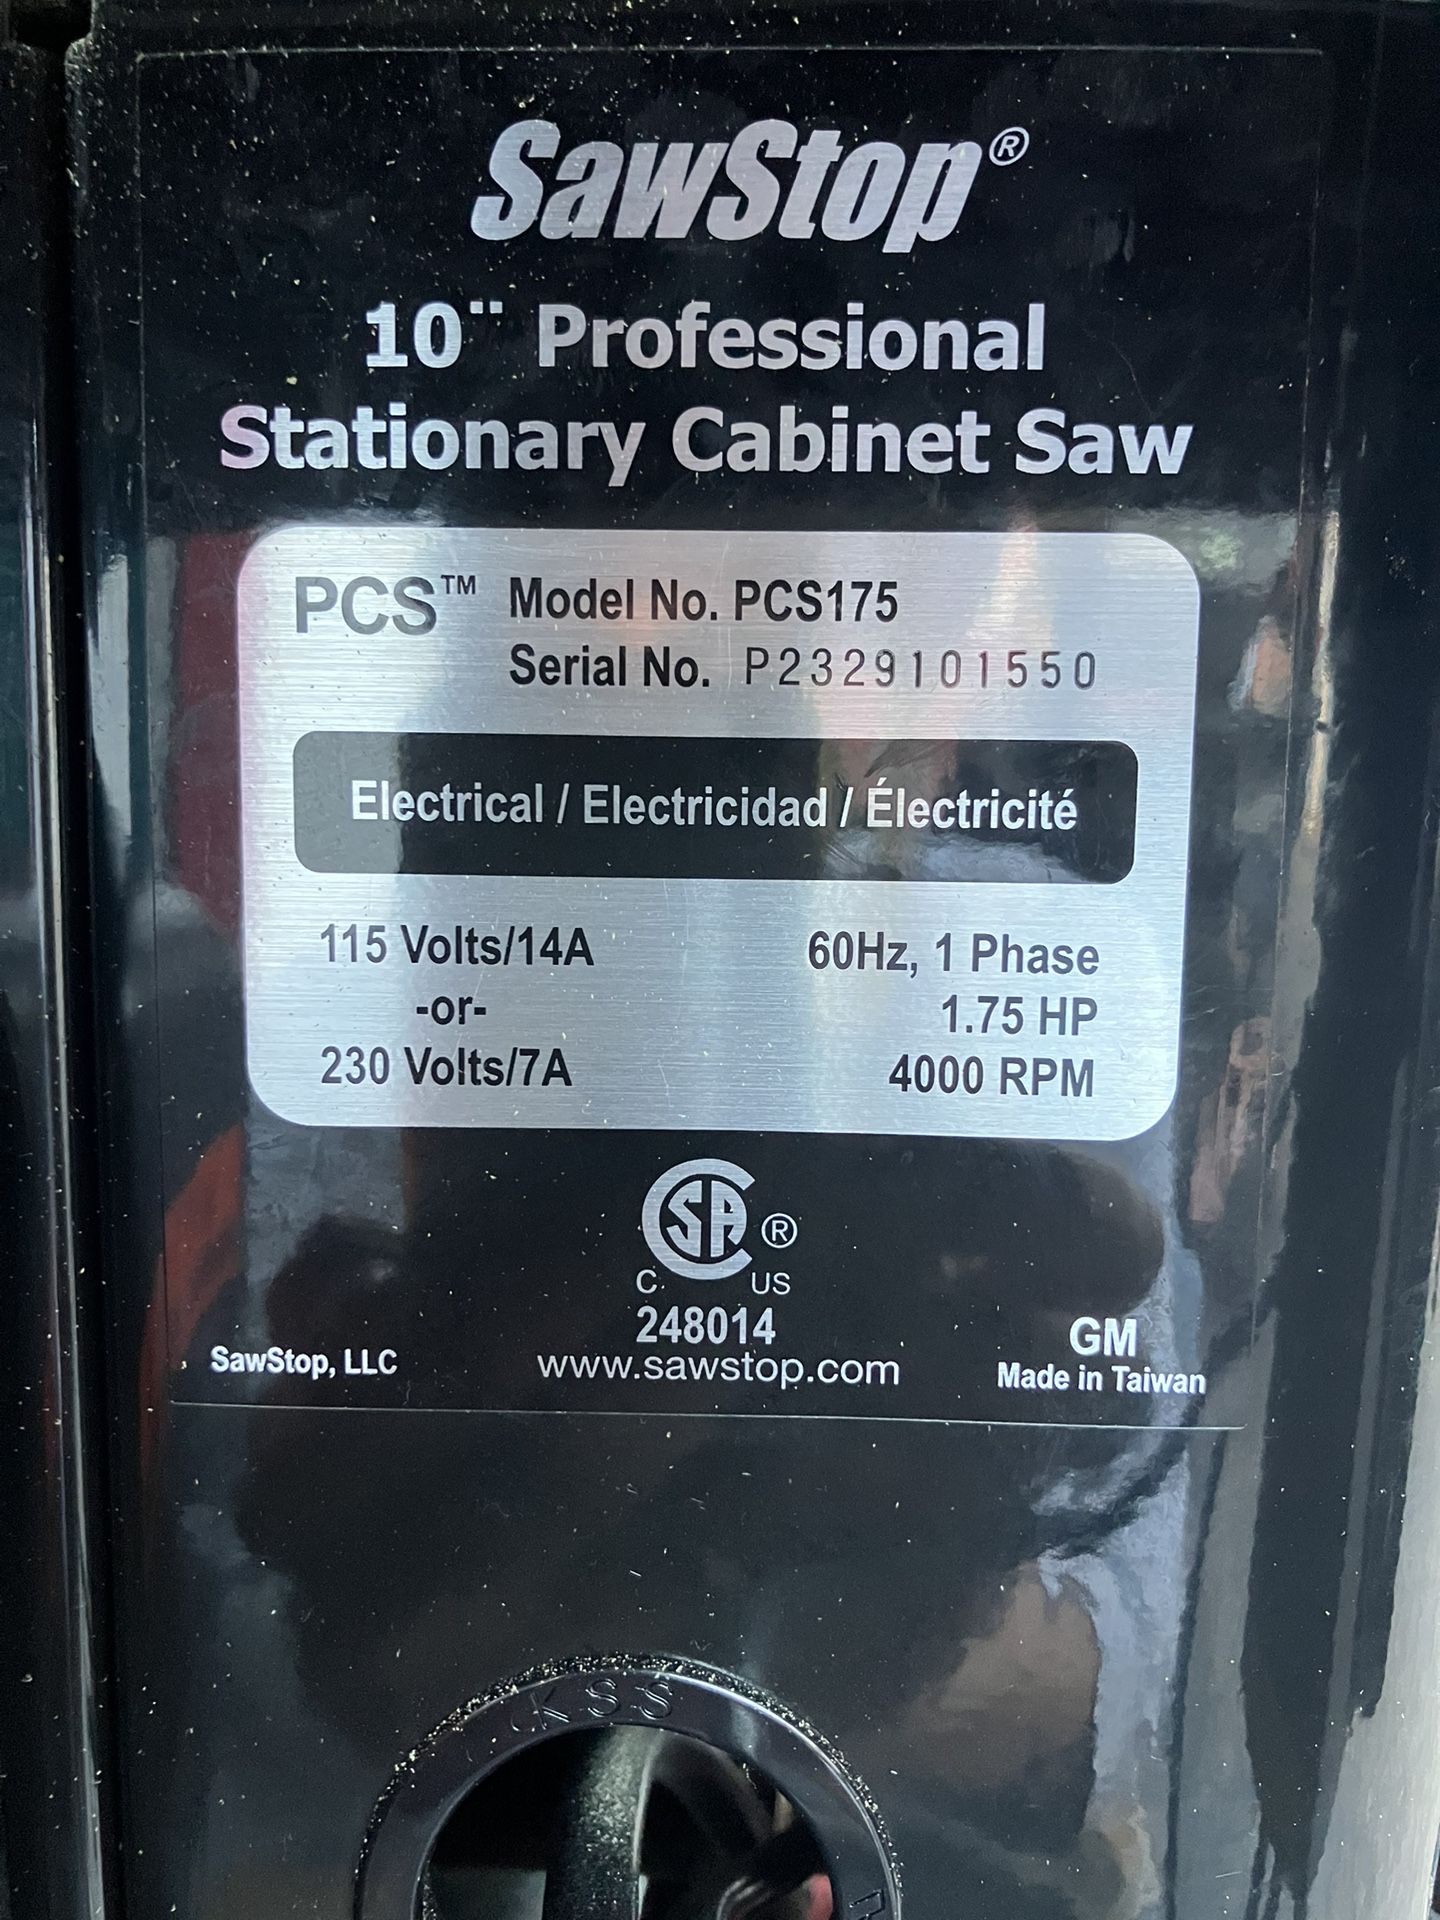 SawStop®
10¨ Professional
Stationary Cabinet Saw
PCS™ Model No. PCS175
Serial No. P2329101550
Electrical / Electricidad / Électricité
115 Volts/14A
-or-
230 Volts/7A
60Hz, 1 Phase
1.75 HP
4000 RPM
CSA®
C US
248014
www.sawstop.com
SawStop, LLC
GM
Made in Taiwan
KSS